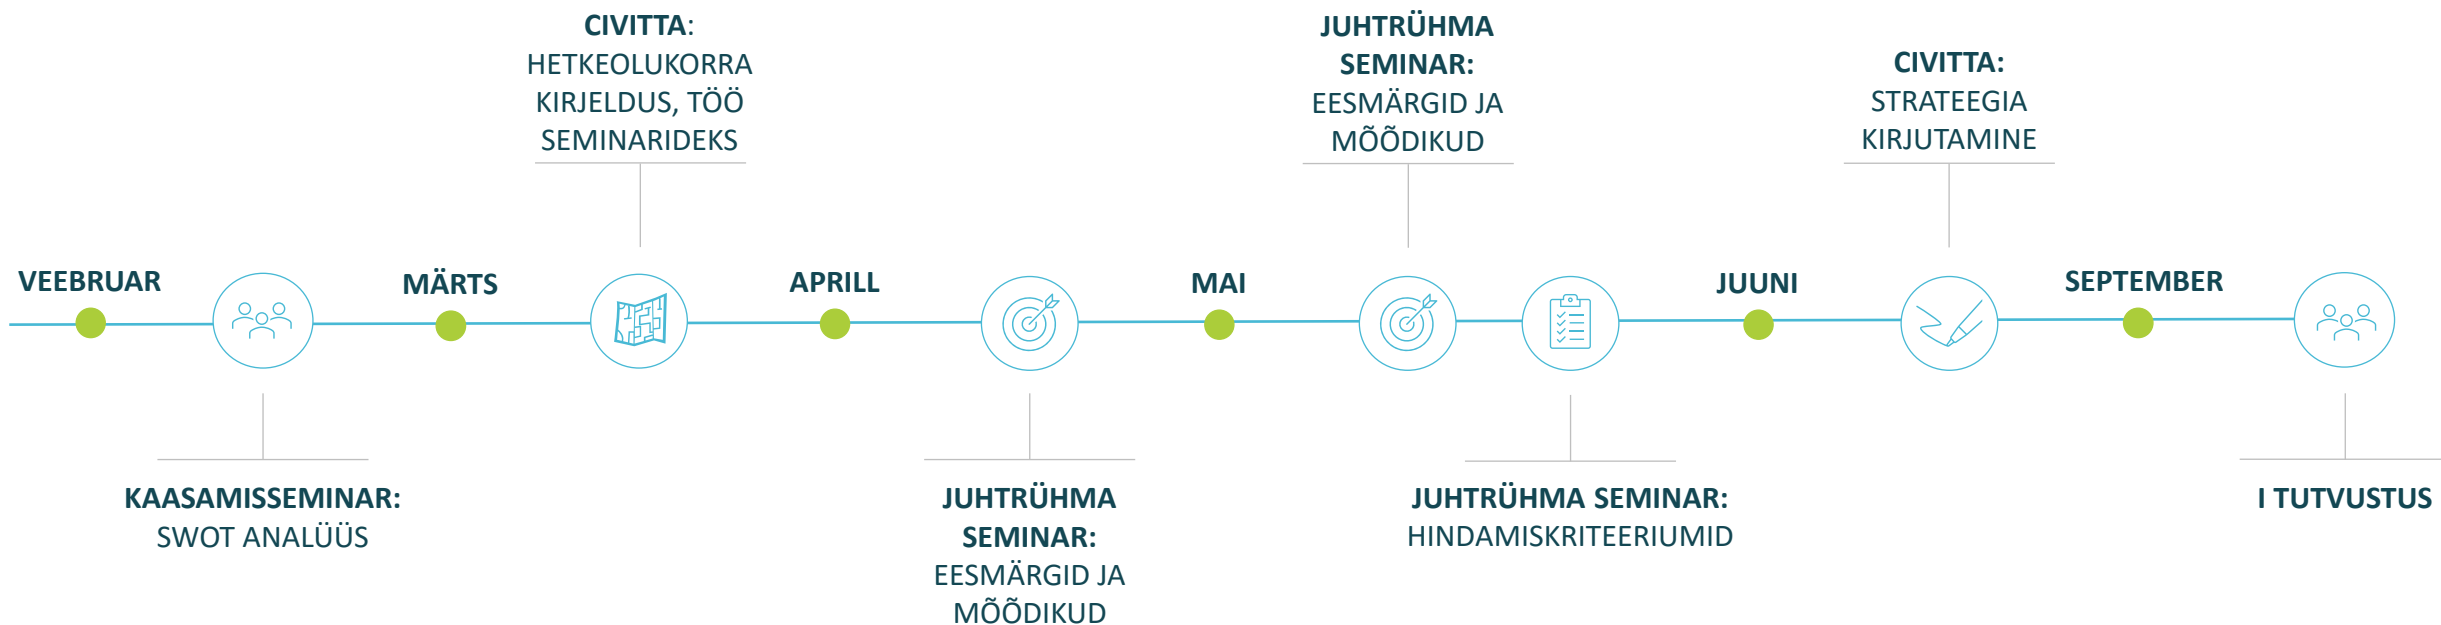 CIVITTA:
HETKEOLUKORRA
KIRJELDUS, TÖÖ
SEMINARIDEKS
JUHTRÜHMA
SEMINAR:
EESMÄRGID JA
MÕÕDIKUD
CIVITTA:
STRATEEGIA
KIRJUTAMINE
VEEBRUAR
MÄRTS
APRILL
MAI
JUUNI
SEPTEMBER
KAASAMISSEMINAR:
SWOT ANALÜÜS
JUHTRÜHMA
SEMINAR:
EESMÄRGID JA
MÕÕDIKUD
JUHTRÜHMA SEMINAR:
HINDAMISKRITEERIUMID
I TUTVUSTUS